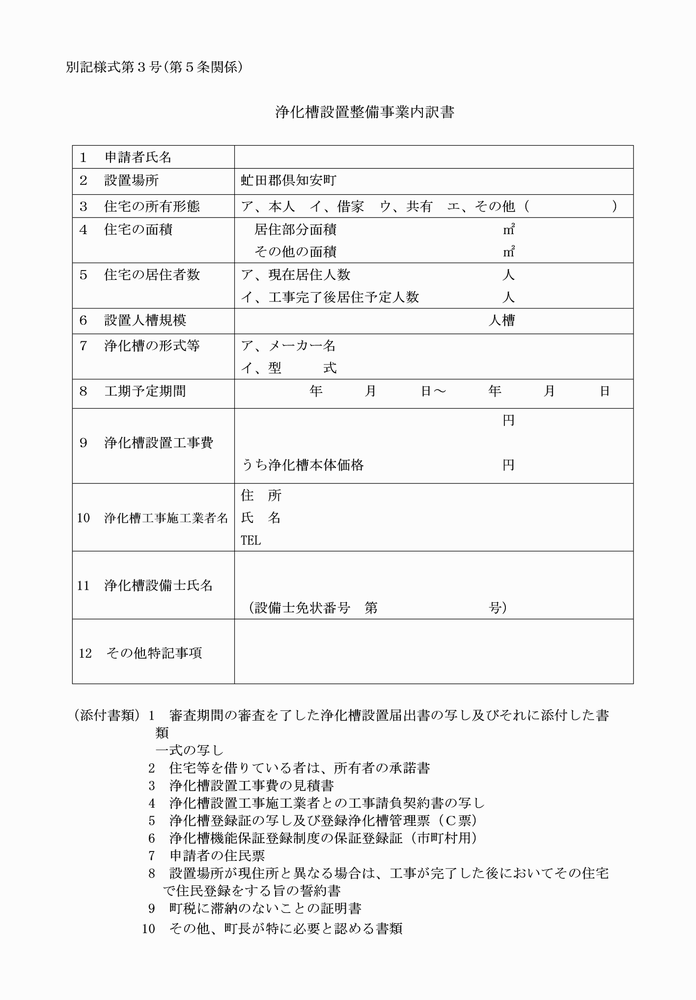 別記様式第３号(第５条関係)
浄化槽設置整備事業内訳書
１　申請者氏名
２　設置場所　虻田郡倶知安町
３　住宅の所有形態　ア、本人　イ、借家　ウ、共有　エ、その他（　　　　　　）
４　住宅の面積　居住部分面積　　　　　㎡
その他の面積　　　　　㎡
５　住宅の居住者数　ア、現在居住人数　　　　　人
イ、工事完了後居住予定人数　　　　　人
６　設置人槽規模　　　　　人槽
７　浄化槽の形式等　ア、メーカー名
イ、型　　　式
８　工期予定期間　　　年　　　月　　　日～　　　年　　　月　　　日
円
９　浄化槽設置工事費
うち浄化槽本体価格　　　　　円
住　所
10　浄化槽工事施工業者名　氏　名
TEL
11　浄化槽設備士氏名
（設備士免状番号　第　　　　　　　　号）
12　その他特記事項
（添付書類）1　審査期間の審査を了した浄化槽設置届出書の写し及びそれに添付した書
類
一式の写し
2　住宅等を借りている者は、所有者の承諾書
3　浄化槽設置工事費の見積書
4　浄化槽設置工事施工業者との工事請負契約書の写し
5　浄化槽登録証の写し及び登録浄化槽管理票（Ｃ票）
6　浄化槽機能保証登録制度の保証登録証（市町村用）
7　申請者の住民票
8　設置場所が現住所と異なる場合は、工事が完了した後においてその住宅
で住民登録をする旨の誓約書
9　町税に滞納のないことの証明書
10　その他、町長が特に必要と認める書類